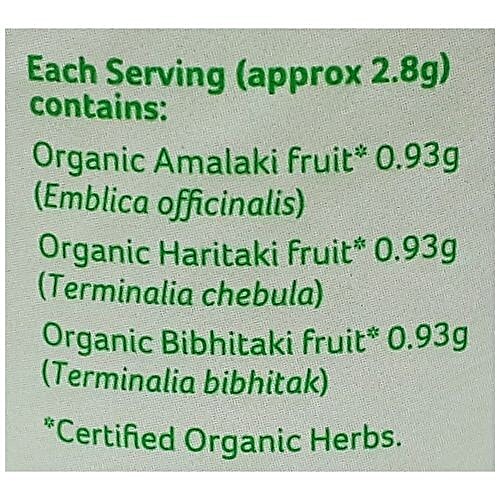 Each Serving (approx 2.8g)
contains:
Organic Amalaki fruit* 0.93g
(Emblica officinalis)
Organic Haritaki fruit* 0.93g
(Terminalia chebula)
Organic Bibhitaki fruit* 0.93g
(Terminalia bibhitak)
*Certified Organic Herbs.